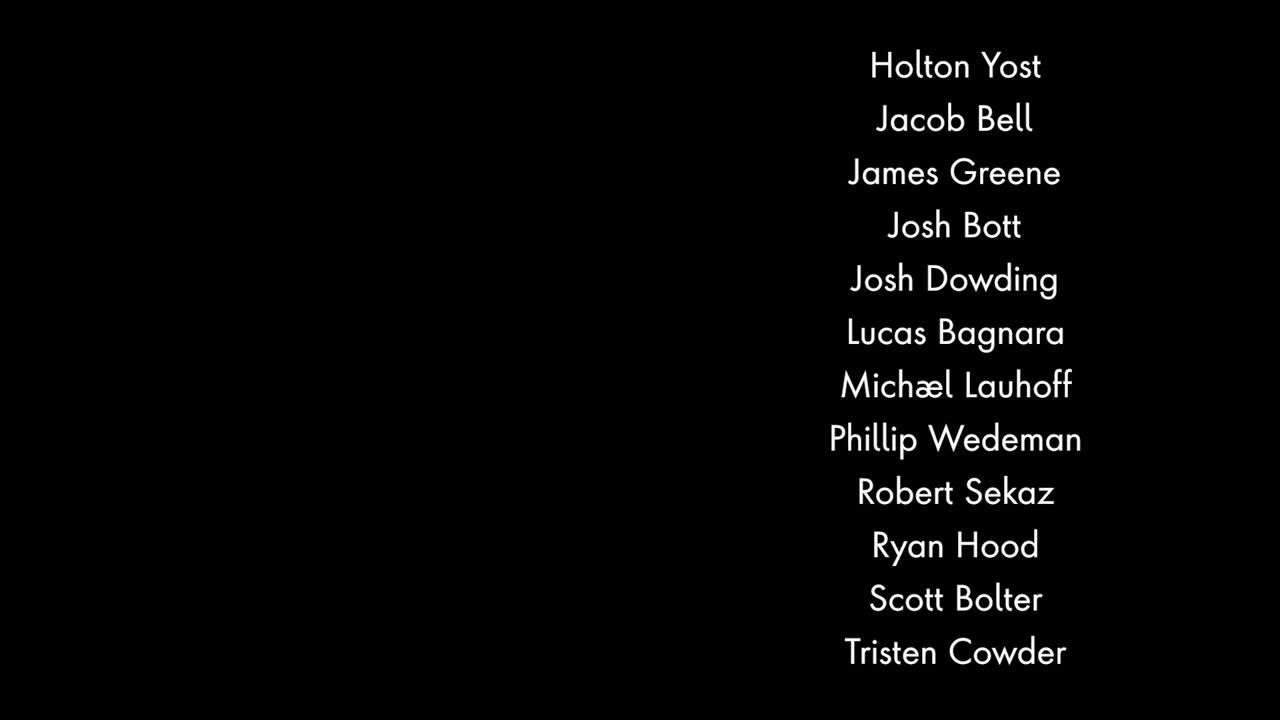 Holton Yost
Jacob Bell
James Greene
Josh Bott
Josh Dowding
Lucas Bagnara
Michæl Lauhoff
Phillip Wedeman
Robert Sekaz
Ryan Hood
Scott Bolter
Tristen Cowder